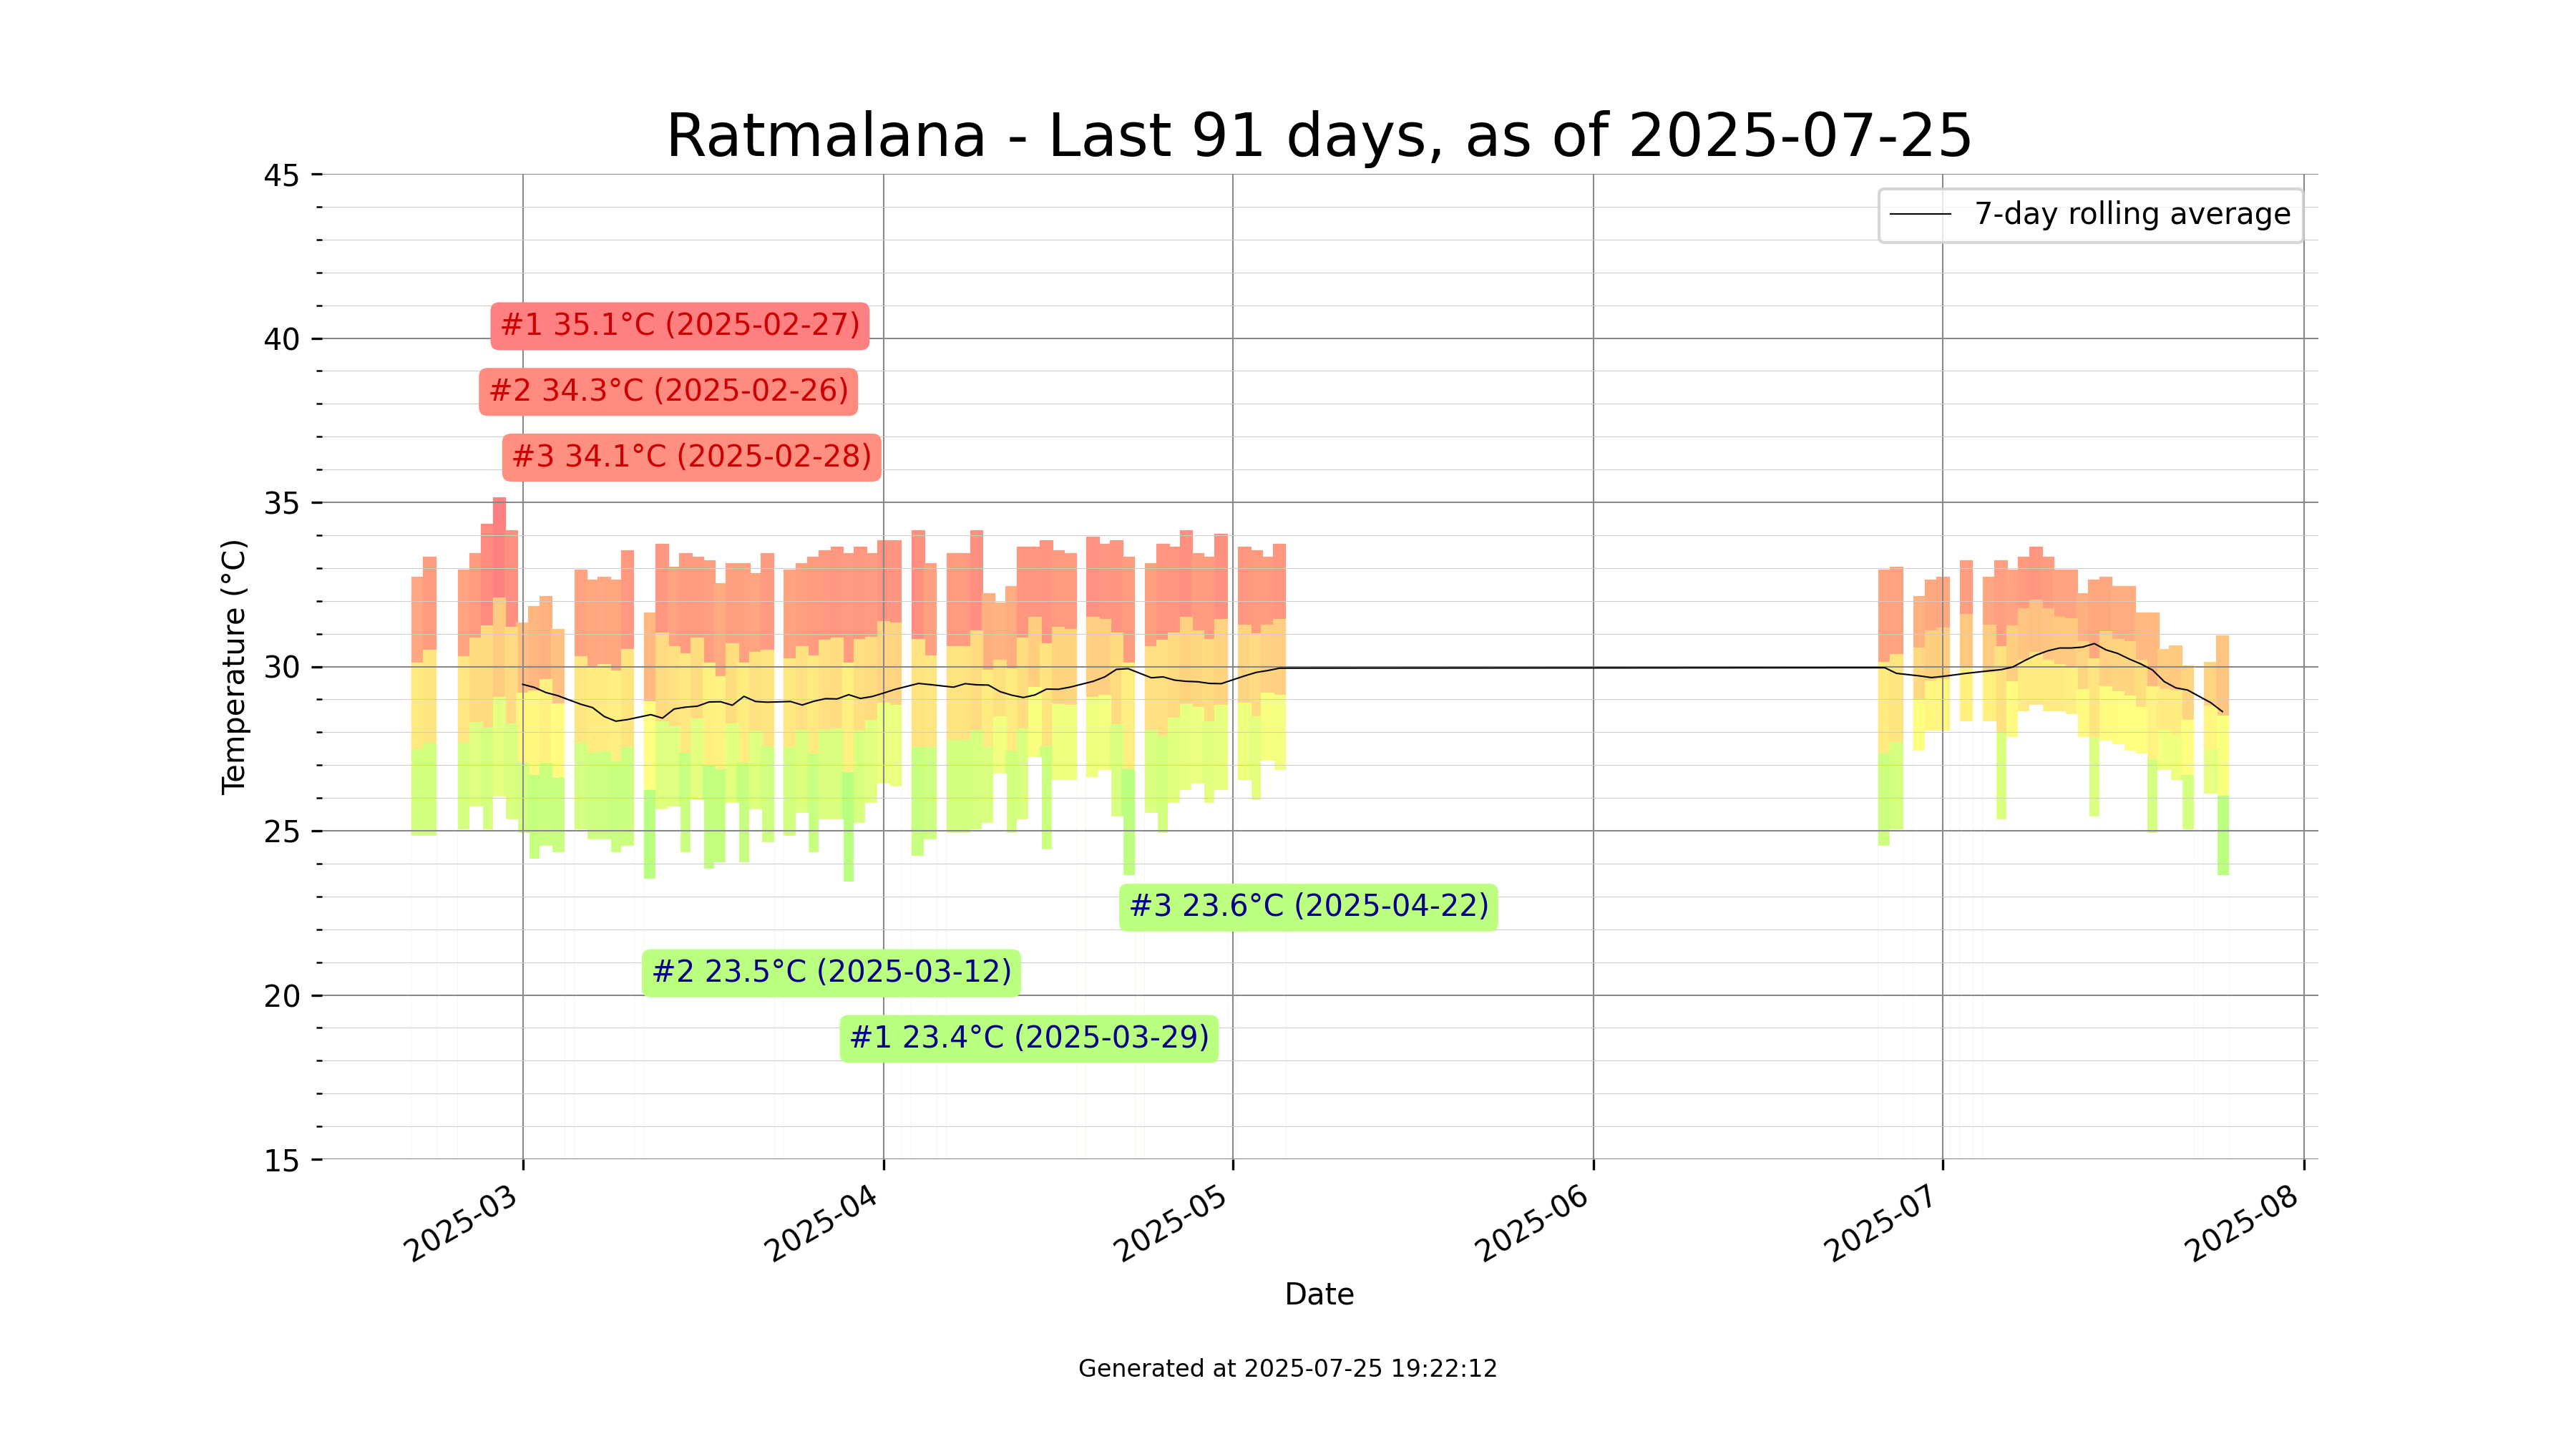 Ratmalana - Last 91 days, as of 2025-07-25
45
7-day rolling average
#1 35.1°C (2025-02-27)
40
#2 34.3°C (2025-02-26)
#3 34.1°C (2025-02-28)
35
Temperature (°C)
30
25
#3 23.6°C (2025-04-22)
#2 23.5°C (2025-03-12)
20
#1 23.4°C (2025-03-29)
15
2025-03
2025-04
2025-05
2025-06
2025-07
2025-08
Date
Generated at 2025-07-25 19:22:12